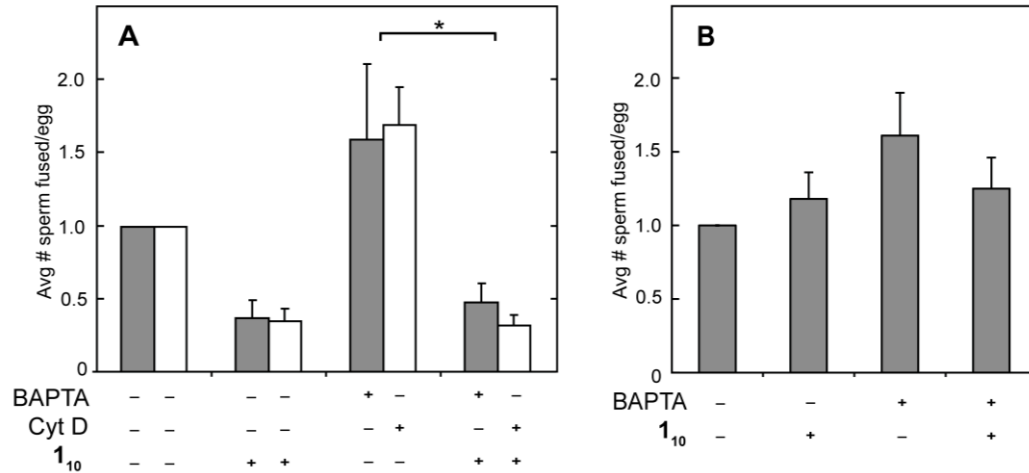 A
*
Avg # sperm fused/egg
2.0
1.5
1.0
0.5
0
BAPTA – – – – + – + –
Cyt D – – – – – + – +
1₁₀ – – + + – – + +
B
Avg # sperm fused/egg
2.0
1.5
1.0
0.5
0
BAPTA – – + +
1₁₀ – + – +